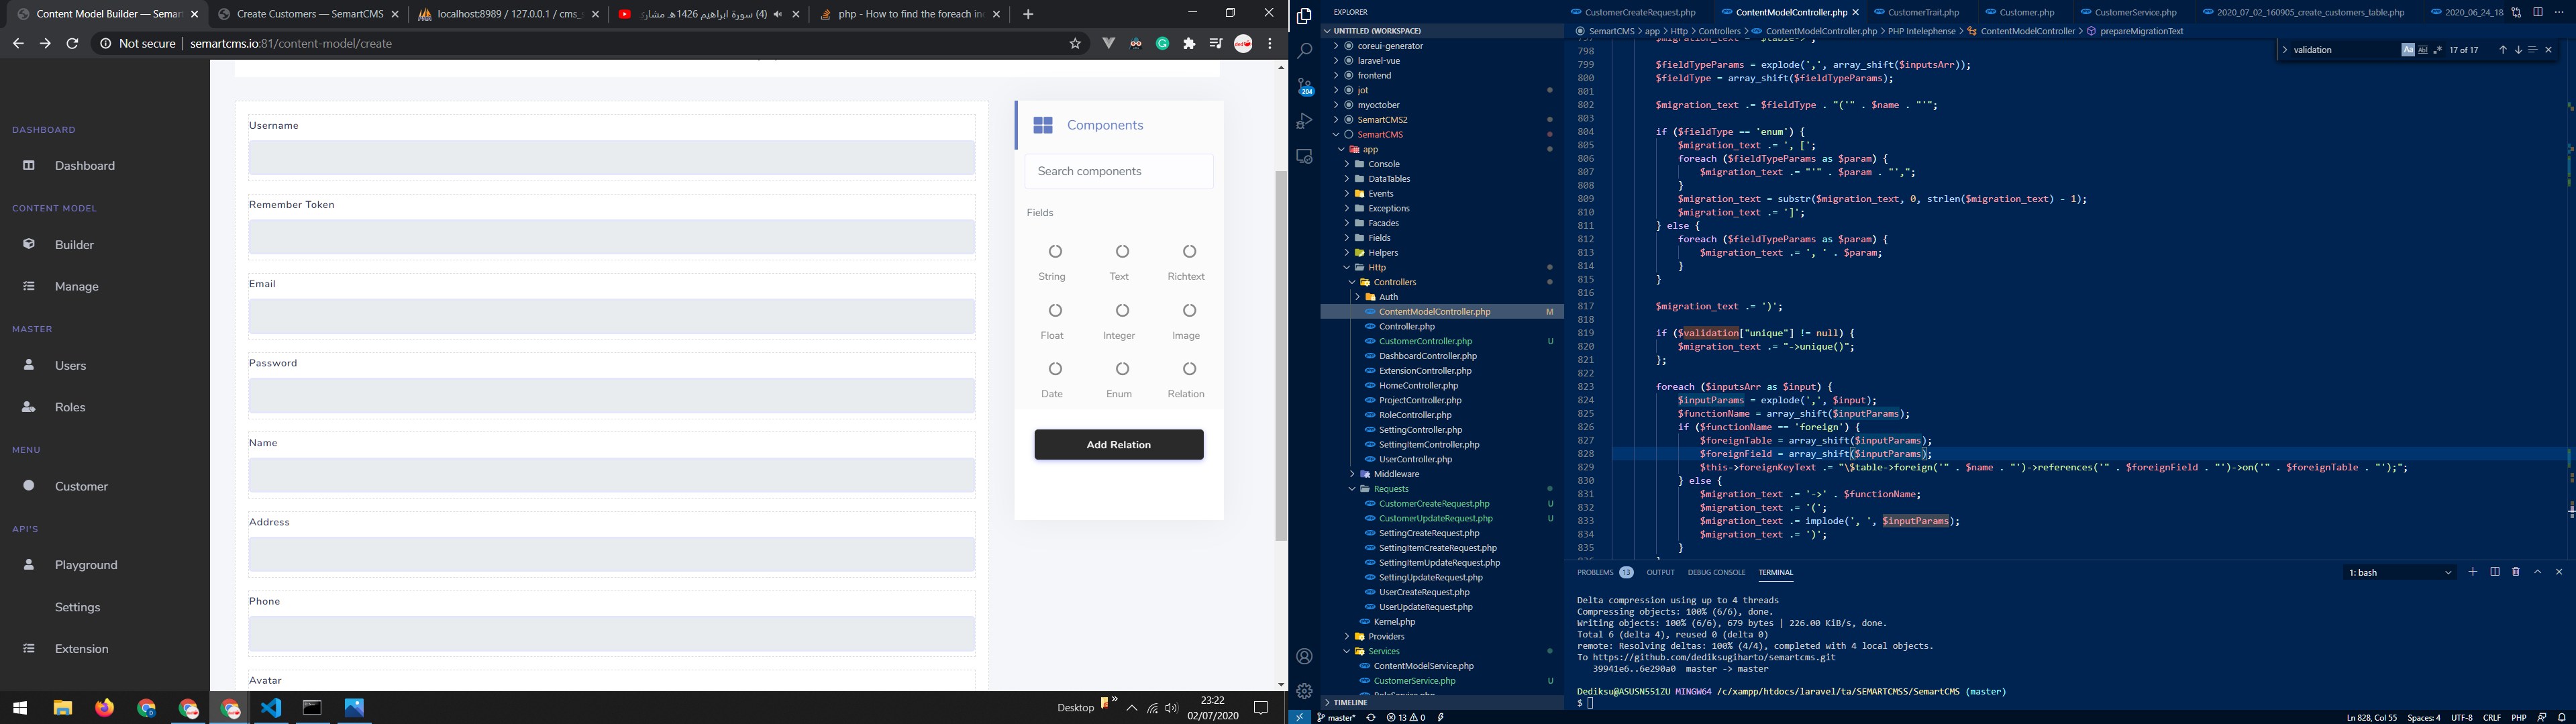 Content Model Builder — Semart
Create Customers — SemartCMS
localhost:8989 / 127.0.0.1 / cms_s
(4) سورة ابراهيم 1426هـ مشاري
php - How to find the foreach in
Not secure | semartcms.io:81/content-model/create
DASHBOARD
Dashboard
CONTENT MODEL
Builder
Manage
MASTER
Users
Roles
MENU
Customer
API'S
Playground
Settings
Extension
Username
Remember Token
Email
Password
Name
Address
Phone
Avatar
Components
Search components
Fields
String Text Richtext
Float Integer Image
Date Enum Relation
Add Relation
Desktop
23:22
02/07/2020
EXPLORER
UNTITLED (WORKSPACE)
coreui-generator
laravel-vue
frontend
jot
myoctober
SemartCMS2
SemartCMS
app
Console
DataTables
Events
Exceptions
Facades
Fields
Helpers
Http
Controllers
Auth
ContentModelController.php M
Controller.php
CustomerController.php U
DashboardController.php
ExtensionController.php
HomeController.php
ProjectController.php
RoleController.php
SettingController.php
SettingItemController.php
UserController.php
Middleware
Requests
CustomerCreateRequest.php U
CustomerUpdateRequest.php U
SettingCreateRequest.php
SettingItemCreateRequest.php
SettingItemUpdateRequest.php
SettingUpdateRequest.php
UserCreateRequest.php
UserUpdateRequest.php
Kernel.php
Providers
Services
ContentModelService.php
CustomerService.php U
RoleService.php
TIMELINE
204
CustomerCreateRequest.php ContentModelController.php CustomerTrait.php Customer.php CustomerService.php 2020_07_02_160905_create_customers_table.php 2020_06_24_18
SemartCMS > app > Http > Controllers > ContentModelController.php > PHP Intelephense > ContentModelController > prepareMigrationText
validation Aa 17 of 17
798
799 $fieldTypeParams = explode(',', array_shift($inputsArr));
800 $fieldType = array_shift($fieldTypeParams);
801
802 $migration_text .= $fieldType . "('" . $name . "'";
803
804 if ($fieldType == 'enum') {
805 $migration_text .= ', [';
806 foreach ($fieldTypeParams as $param) {
807 $migration_text .= "'" . $param . "',";
808 }
809 $migration_text = substr($migration_text, 0, strlen($migration_text) - 1);
810 $migration_text .= ']';
811 } else {
812 foreach ($fieldTypeParams as $param) {
813 $migration_text .= ', ' . $param;
814 }
815 }
816
817 $migration_text .= ')';
818
819 if ($validation["unique"] != null) {
820 $migration_text .= "->unique()";
821 };
822
823 foreach ($inputsArr as $input) {
824 $inputParams = explode(',', $input);
825 $functionName = array_shift($inputParams);
826 if ($functionName == 'foreign') {
827 $foreignTable = array_shift($inputParams);
828 $foreignField = array_shift($inputParams);
829 $this->foreignKeyText .= "\$table->foreign('" . $name . "')->references('" . $foreignField . "')->on('" . $foreignTable . "');";
830 } else {
831 $migration_text .= '->' . $functionName;
832 $migration_text .= '(';
833 $migration_text .= implode(', ', $inputParams);
834 $migration_text .= ')';
835 }
PROBLEMS 13 OUTPUT DEBUG CONSOLE TERMINAL 1: bash
Delta compression using up to 4 threads
Compressing objects: 100% (6/6), done.
Writing objects: 100% (6/6), 679 bytes | 226.00 KiB/s, done.
Total 6 (delta 4), reused 0 (delta 0)
remote: Resolving deltas: 100% (4/4), completed with 4 local objects.
To https://github.com/dediksugiharto/semartcms.git
39941e6..6e290a0 master -> master
Dediksu@ASUSN551ZU MINGW64 /c/xampp/htdocs/laravel/ta/SEMARTCMSS/SemartCMS (master)
$
master* 13 0 Ln 828, Col 55 Spaces: 4 UTF-8 CRLF PHP